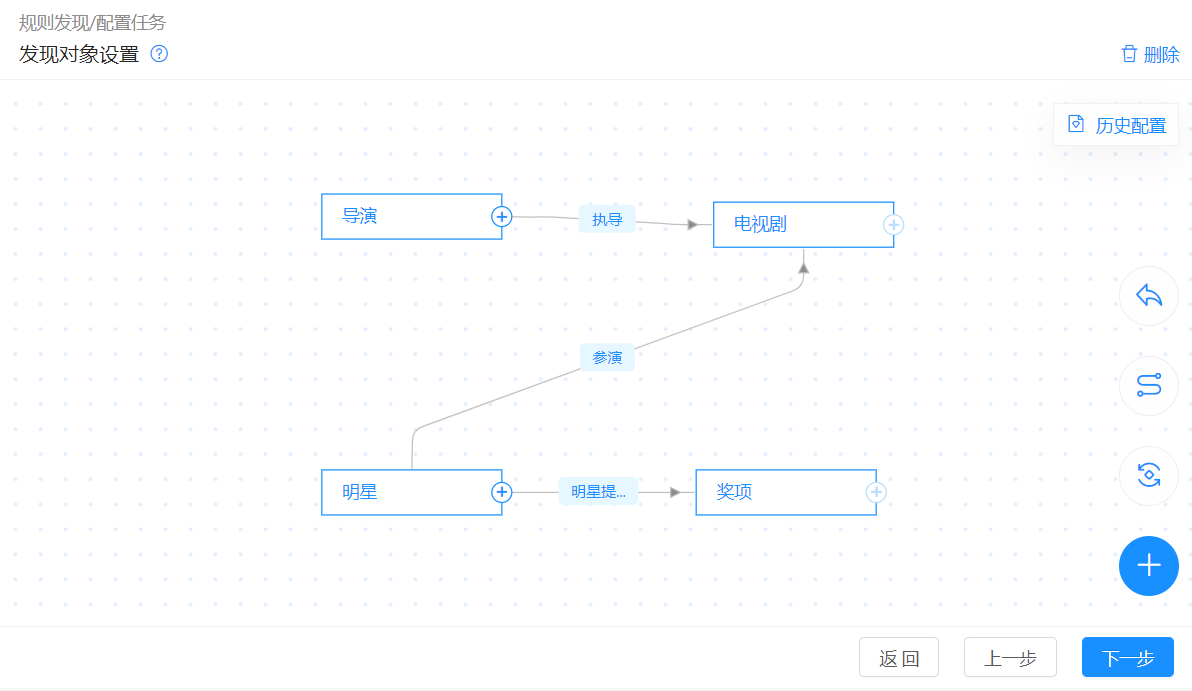 规则发现/配置任务
发现对象设置
删除
历史配置
导演
执导
电视剧
参演
明星
明星提...
奖项
返回
上一步
下一步